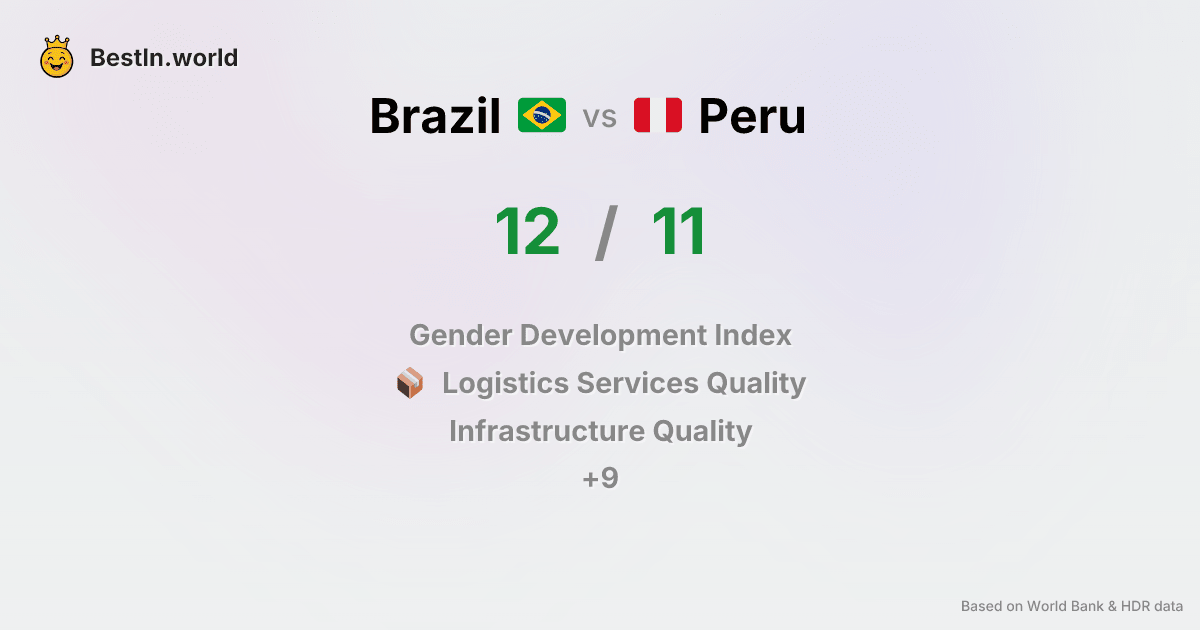 BestIn.world
Brazil vs Peru
12 / 11
Gender Development Index
Logistics Services Quality
Infrastructure Quality
+9
Based on World Bank & HDR data